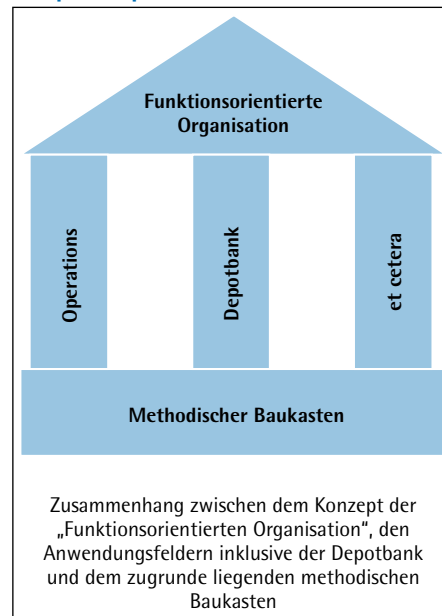 Funktionsorientierte
Organisation
Operations
Depotbank
et cetera
Methodischer Baukasten
Zusammenhang zwischen dem Konzept der
„Funktionsorientierten Organisation“, den
Anwendungsfeldern inklusive der Depotbank
und dem zugrunde liegenden methodischen
Baukasten